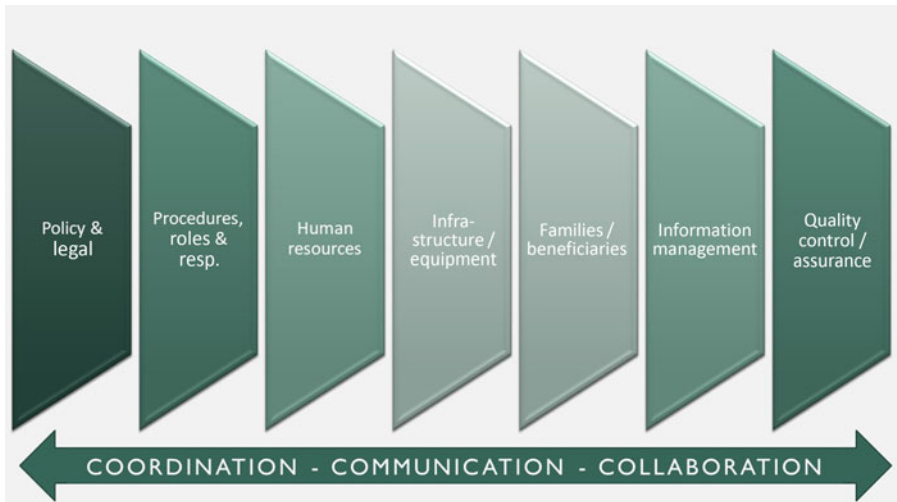 Policy &
legal
Procedures,
roles &
resp.
Human
resources
Infra-
structure /
equipment
Families /
beneficiaries
Information
management
Quality
control /
assurance
COORDINATION - COMMUNICATION - COLLABORATION